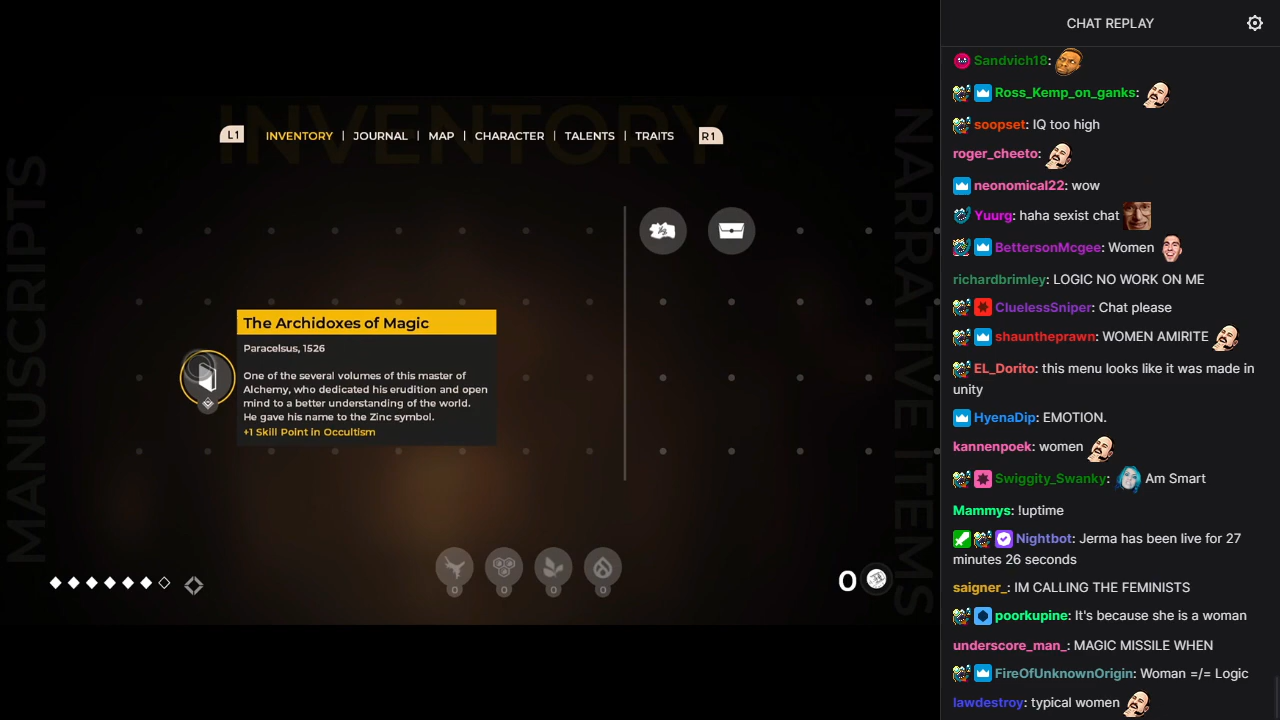 INVENTORY
L1
INVENTORY | JOURNAL | MAP | CHARACTER | TALENTS | TRAITS
R1
MANUSCRIPTS
The Archidoxes of Magic
Paracelsus, 1526
One of the several volumes of this master of
Alchemy, who dedicated his erudition and open
mind to a better understanding of the world.
He gave his name to the Zinc symbol.
+1 Skill Point in Occultism
NARRATIVE ITEMS
0
0
0
0
0
CHAT REPLAY
Sandvich18:
Ross_Kemp_on_ganks:
soopset: IQ too high
roger_cheeto:
neonomical22: wow
Yuurg: haha sexist chat
BettersonMcgee: Women
richardbrimley: LOGIC NO WORK ON ME
CluelessSniper: Chat please
shauntheprawn: WOMEN AMIRITE
EL_Dorito: this menu looks like it was made in
unity
HyenaDip: EMOTION.
kannenpoek: women
Swiggity_Swanky: Am Smart
Mammys: !uptime
Nightbot: Jerma has been live for 27
minutes 26 seconds
saigner_: IM CALLING THE FEMINISTS
poorkupine: It's because she is a woman
underscore_man_: MAGIC MISSILE WHEN
FireOfUnknownOrigin: Woman =/= Logic
lawdestroy: typical women